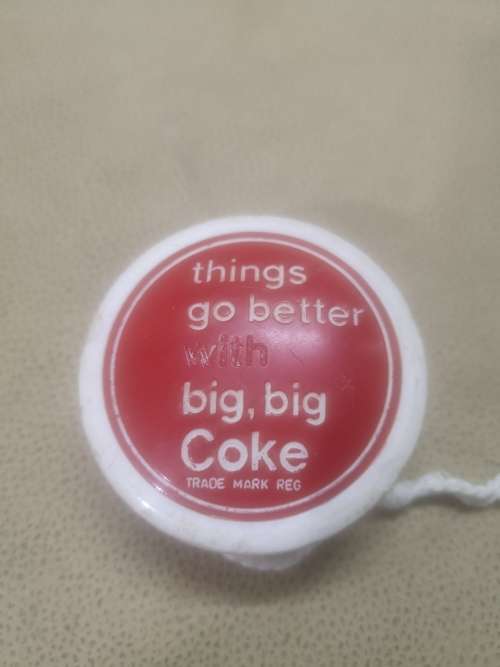 things
go better
with
big, big
Coke
TRADE MARK REG